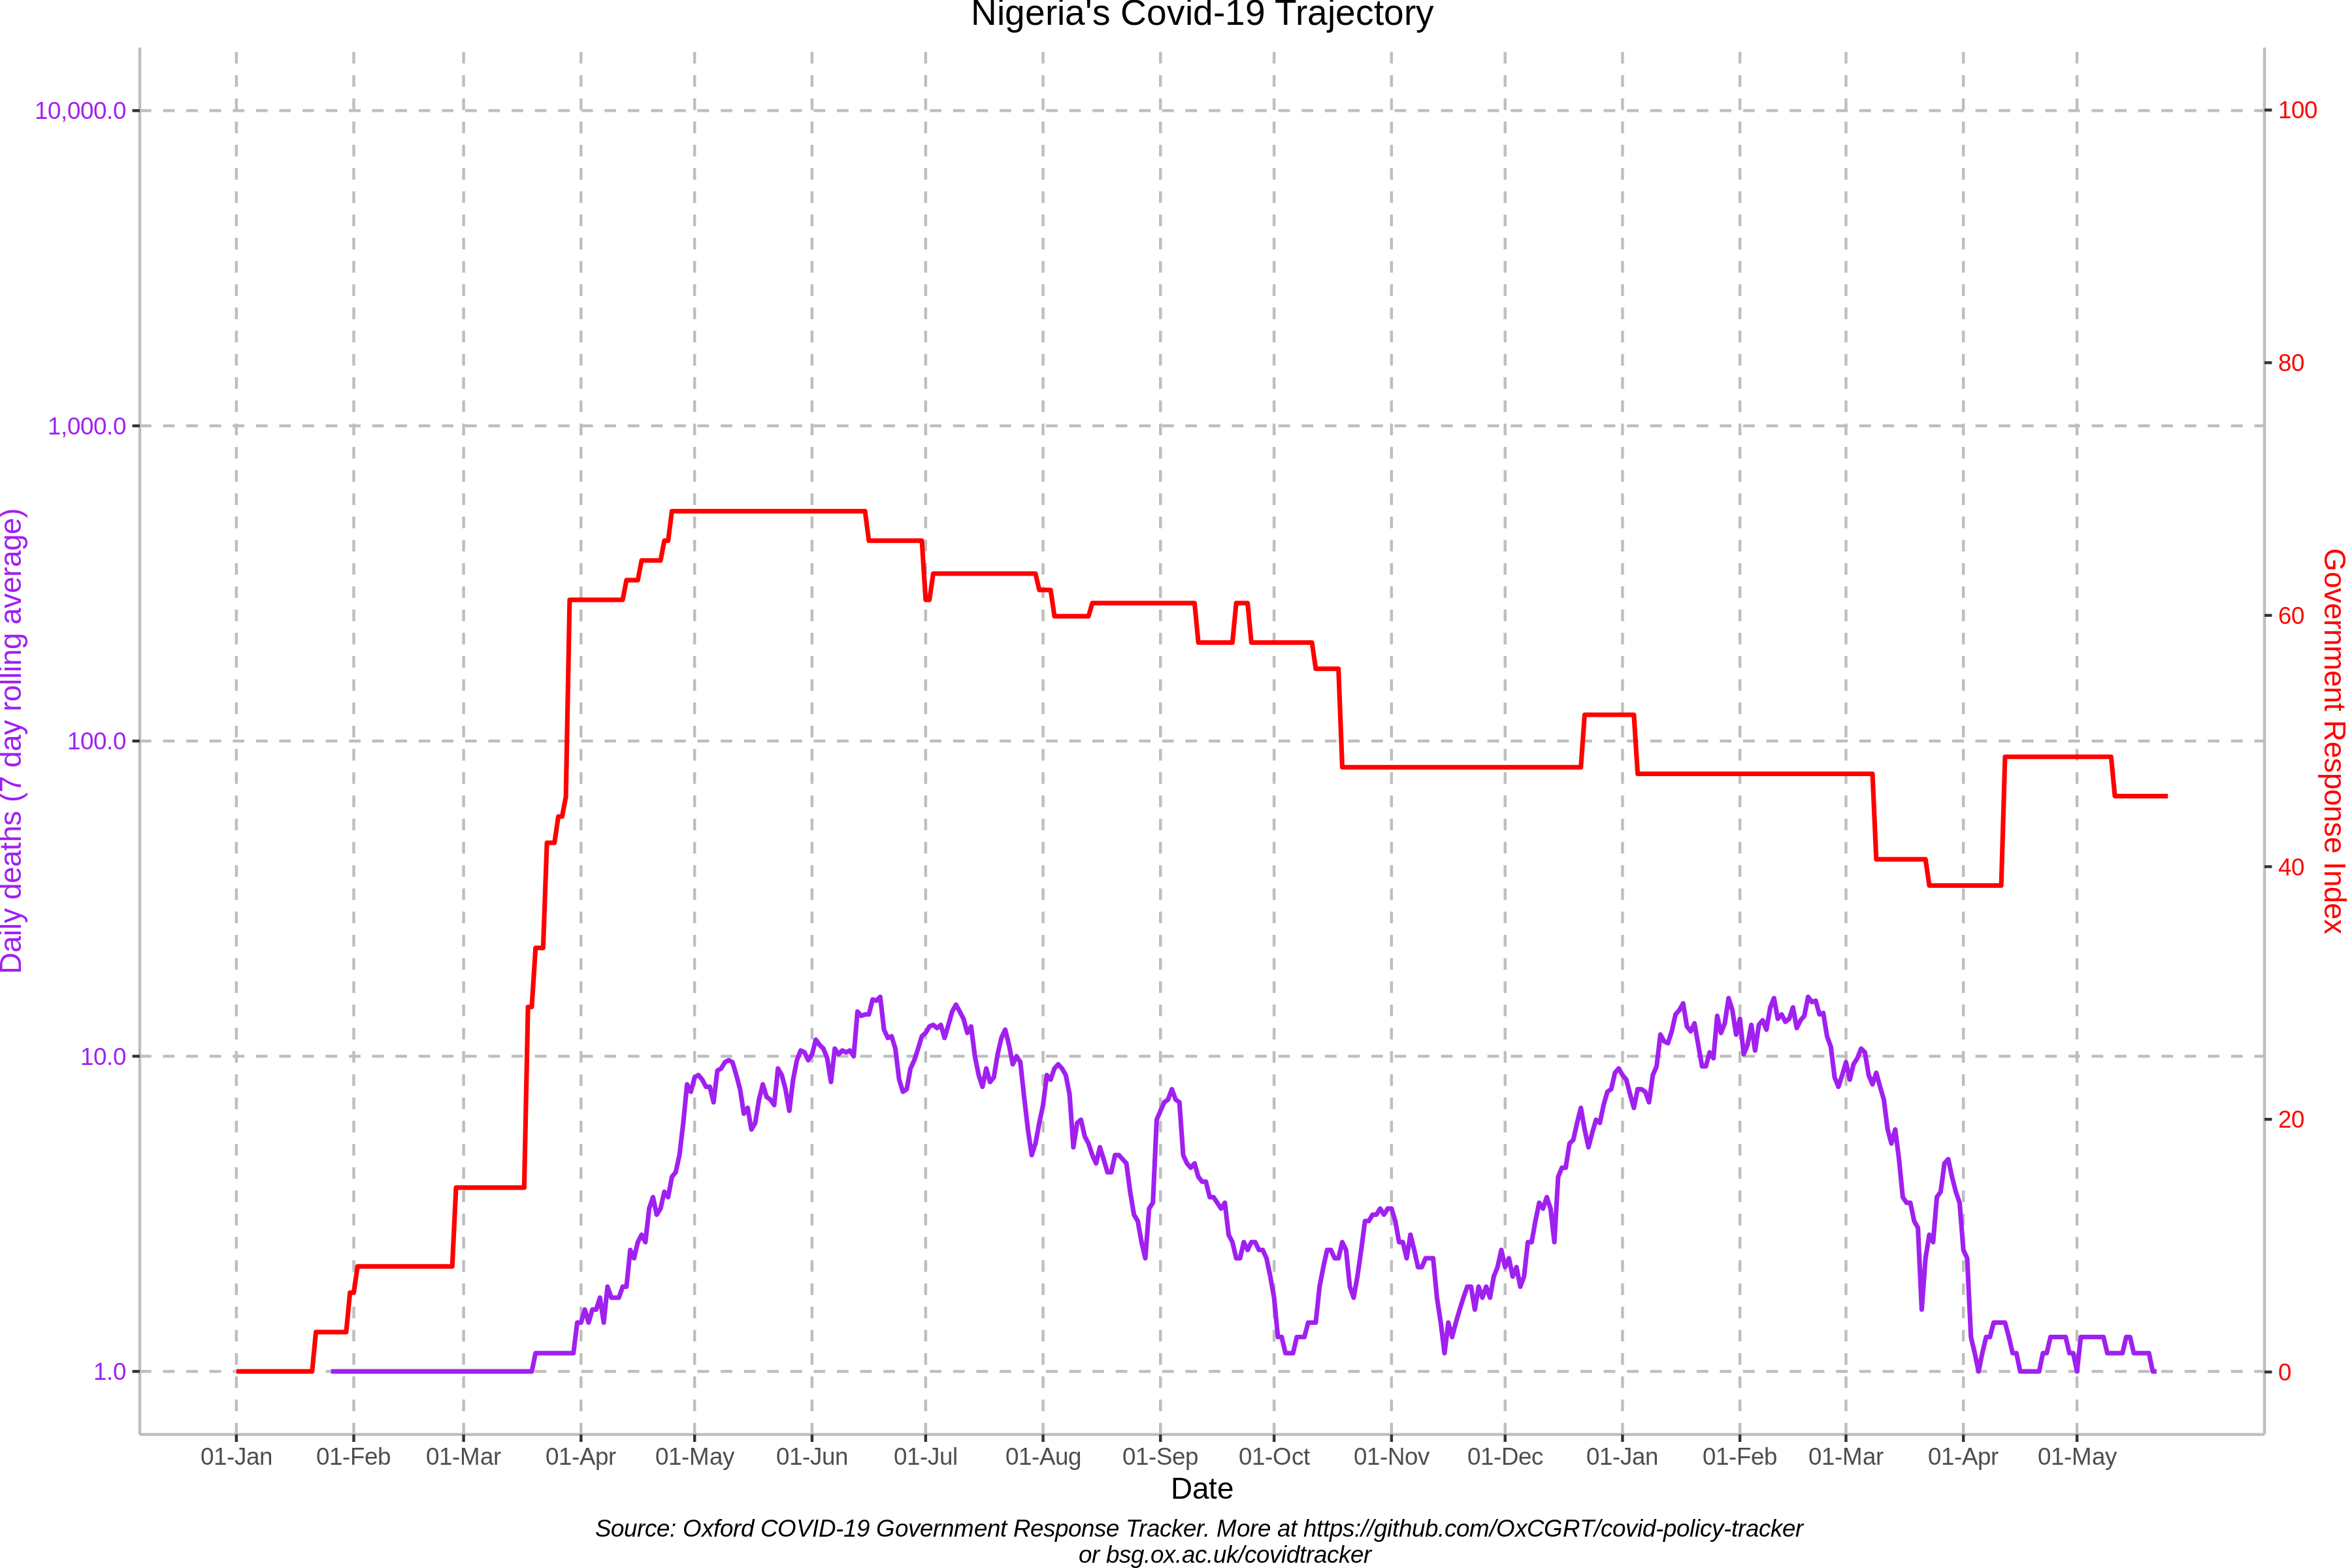 Nigeria's Covid-19 Trajectory
10,000.0
1,000.0
100.0
10.0
1.0
Daily deaths (7 day rolling average)
100
80
60
40
20
0
Government Response Index
01-Jan 01-Feb 01-Mar 01-Apr 01-May 01-Jun 01-Jul 01-Aug 01-Sep 01-Oct 01-Nov 01-Dec 01-Jan 01-Feb 01-Mar 01-Apr 01-May
Date
Source: Oxford COVID-19 Government Response Tracker. More at https://github.com/OxCGRT/covid-policy-tracker
or bsg.ox.ac.uk/covidtracker